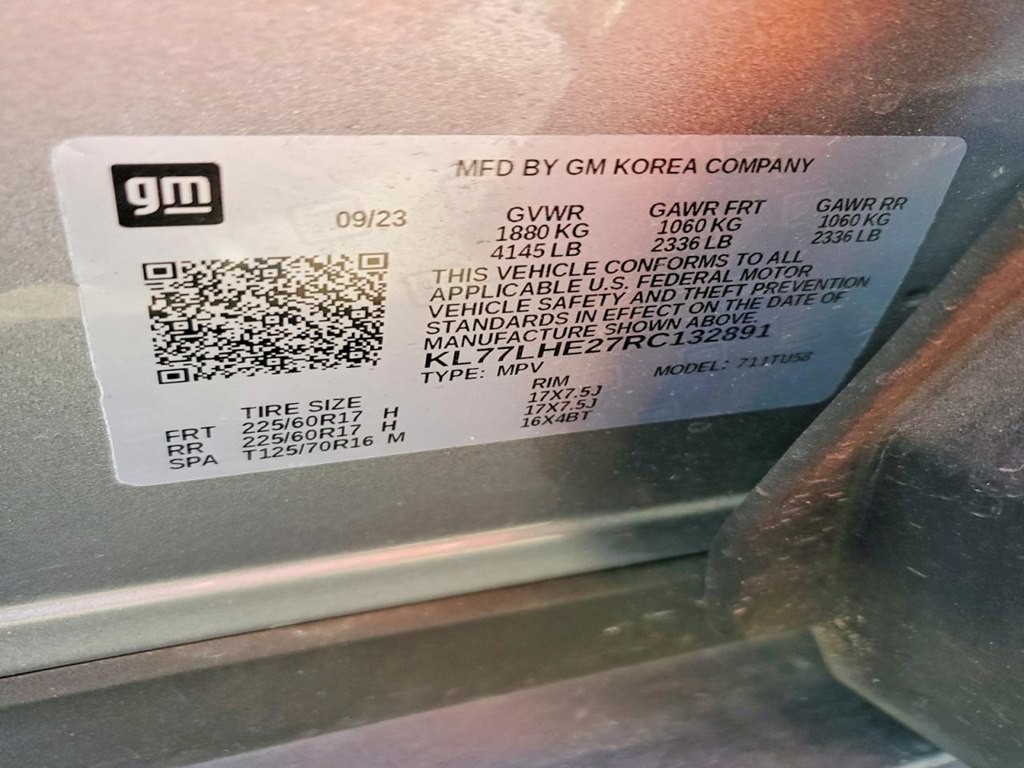 gm
MFD BY GM KOREA COMPANY
09/23
GVWR GAWR FRT GAWR RR
1880 KG 1060 KG 1060 KG
4145 LB 2336 LB 2336 LB
THIS VEHICLE CONFORMS TO ALL
APPLICABLE U.S. FEDERAL MOTOR
VEHICLE SAFETY AND THEFT PREVENTION
STANDARDS IN EFFECT ON THE DATE OF
MANUFACTURE SHOWN ABOVE.
KL77LHE27RC132891
TYPE: MPV MODEL: 711TU58
TIRE SIZE RIM
FRT 225/60R17 H 17X7.5J
RR 225/60R17 H 17X7.5J
SPA T125/70R16 M 16X4BT